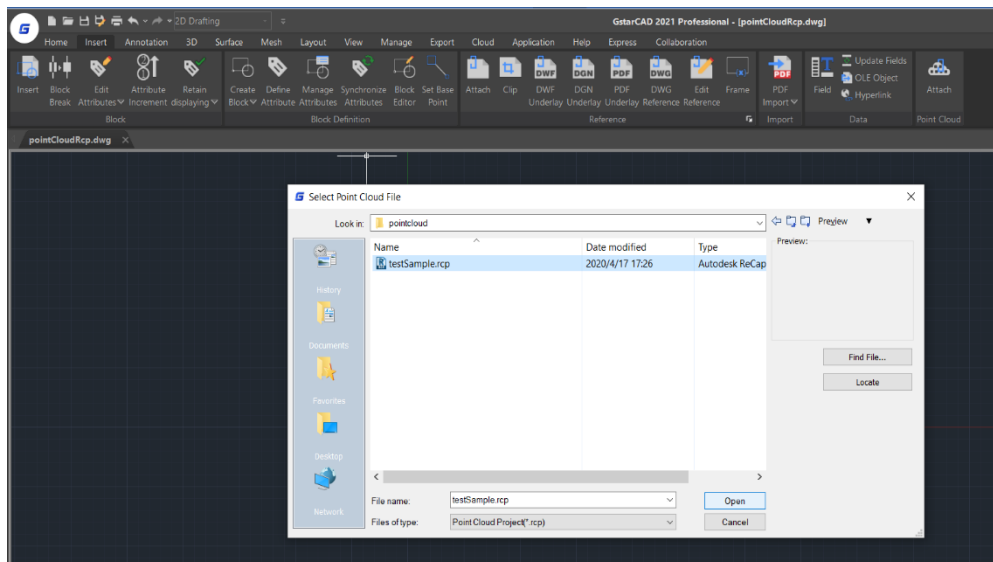 2D Drafting
GstarCAD 2021 Professional - [pointCloudRcp.dwg]
Home Insert Annotation 3D Surface Mesh Layout View Manage Export Cloud Application Help Express Collaboration
Insert Block Break Edit Attributes Attribute Increment Retain displaying Create Block Define Attribute Manage Attributes Synchronize Attributes Block Editor Set Base Point Attach Clip DWF Underlay DGN Underlay PDF Underlay DWG Reference Edit Reference Frame PDF Import Field Update Fields OLE Object Hyperlink Attach
Block Block Definition Reference Import Data Point Cloud
pointCloudRcp.dwg
Select Point Cloud File
Look in: pointcloud Preview
Name Date modified Type Preview:
testSample.rcp 2020/4/17 17:26 Autodesk ReCap
History
Documents
Find File...
Locate
Favorites
Desktop
Network
File name: testSample.rcp Open
Files of type: Point Cloud Project(*.rcp) Cancel